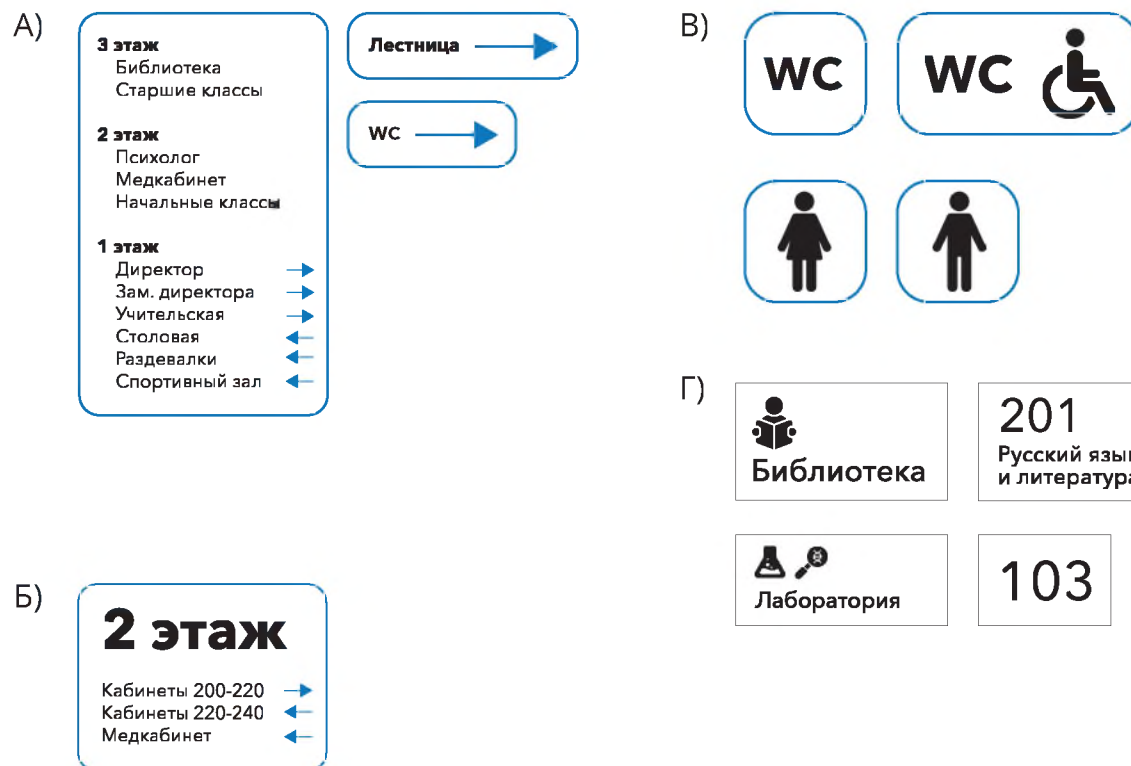 А)
3 этаж
Библиотека
Старшие классы
2 этаж
Психолог
Медкабинет
Начальные классы
1 этаж
Директор
Зам. директора
Учительская
Столовая
Раздевалки
Спортивный зал
Лестница
WC
Б)
2 этаж
Кабинеты 200-220
Кабинеты 220-240
Медкабинет
В)
WC
WC
Г)
Библиотека
201
Русский язык
и литература
Лаборатория
103